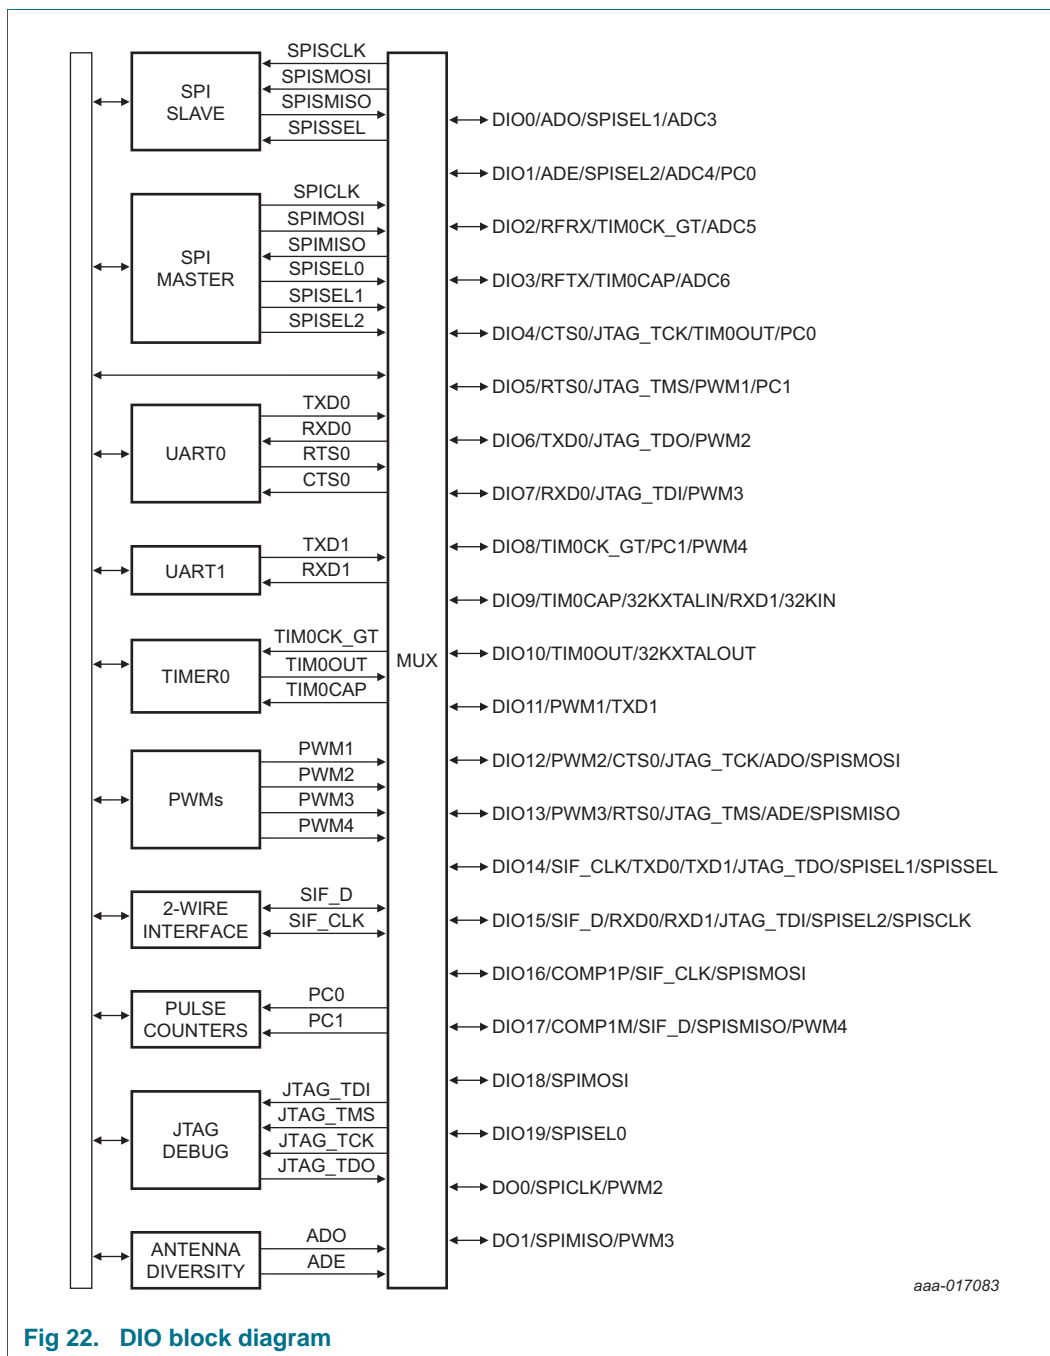 SPISCLK
SPISMOSI
SPISMISO
SPISSEL
SPI
SLAVE
SPICLK
SPIMOSI
SPIMISO
SPISEL0
SPISEL1
SPISEL2
SPI
MASTER
TXD0
RXD0
RTS0
CTS0
UART0
TXD1
RXD1
UART1
TIM0CK_GT
TIM0OUT
TIM0CAP
TIMER0
PWM1
PWM2
PWM3
PWM4
PWMs
SIF_D
SIF_CLK
2-WIRE
INTERFACE
PC0
PC1
PULSE
COUNTERS
JTAG_TDI
JTAG_TMS
JTAG_TCK
JTAG_TDO
JTAG
DEBUG
ADO
ADE
ANTENNA
DIVERSITY
MUX
DIO0/ADO/SPISEL1/ADC3
DIO1/ADE/SPISEL2/ADC4/PC0
DIO2/RFRX/TIM0CK_GT/ADC5
DIO3/RFTX/TIM0CAP/ADC6
DIO4/CTS0/JTAG_TCK/TIM0OUT/PC0
DIO5/RTS0/JTAG_TMS/PWM1/PC1
DIO6/TXD0/JTAG_TDO/PWM2
DIO7/RXD0/JTAG_TDI/PWM3
DIO8/TIM0CK_GT/PC1/PWM4
DIO9/TIM0CAP/32KXTALIN/RXD1/32KIN
DIO10/TIM0OUT/32KXTALOUT
DIO11/PWM1/TXD1
DIO12/PWM2/CTS0/JTAG_TCK/ADO/SPISMOSI
DIO13/PWM3/RTS0/JTAG_TMS/ADE/SPISMISO
DIO14/SIF_CLK/TXD0/TXD1/JTAG_TDO/SPISEL1/SPISSEL
DIO15/SIF_D/RXD0/RXD1/JTAG_TDI/SPISEL2/SPISCLK
DIO16/COMP1P/SIF_CLK/SPISMOSI
DIO17/COMP1M/SIF_D/SPISMISO/PWM4
DIO18/SPIMOSI
DIO19/SPISEL0
DO0/SPICLK/PWM2
DO1/SPIMISO/PWM3
aaa-017083
Fig 22. DIO block diagram